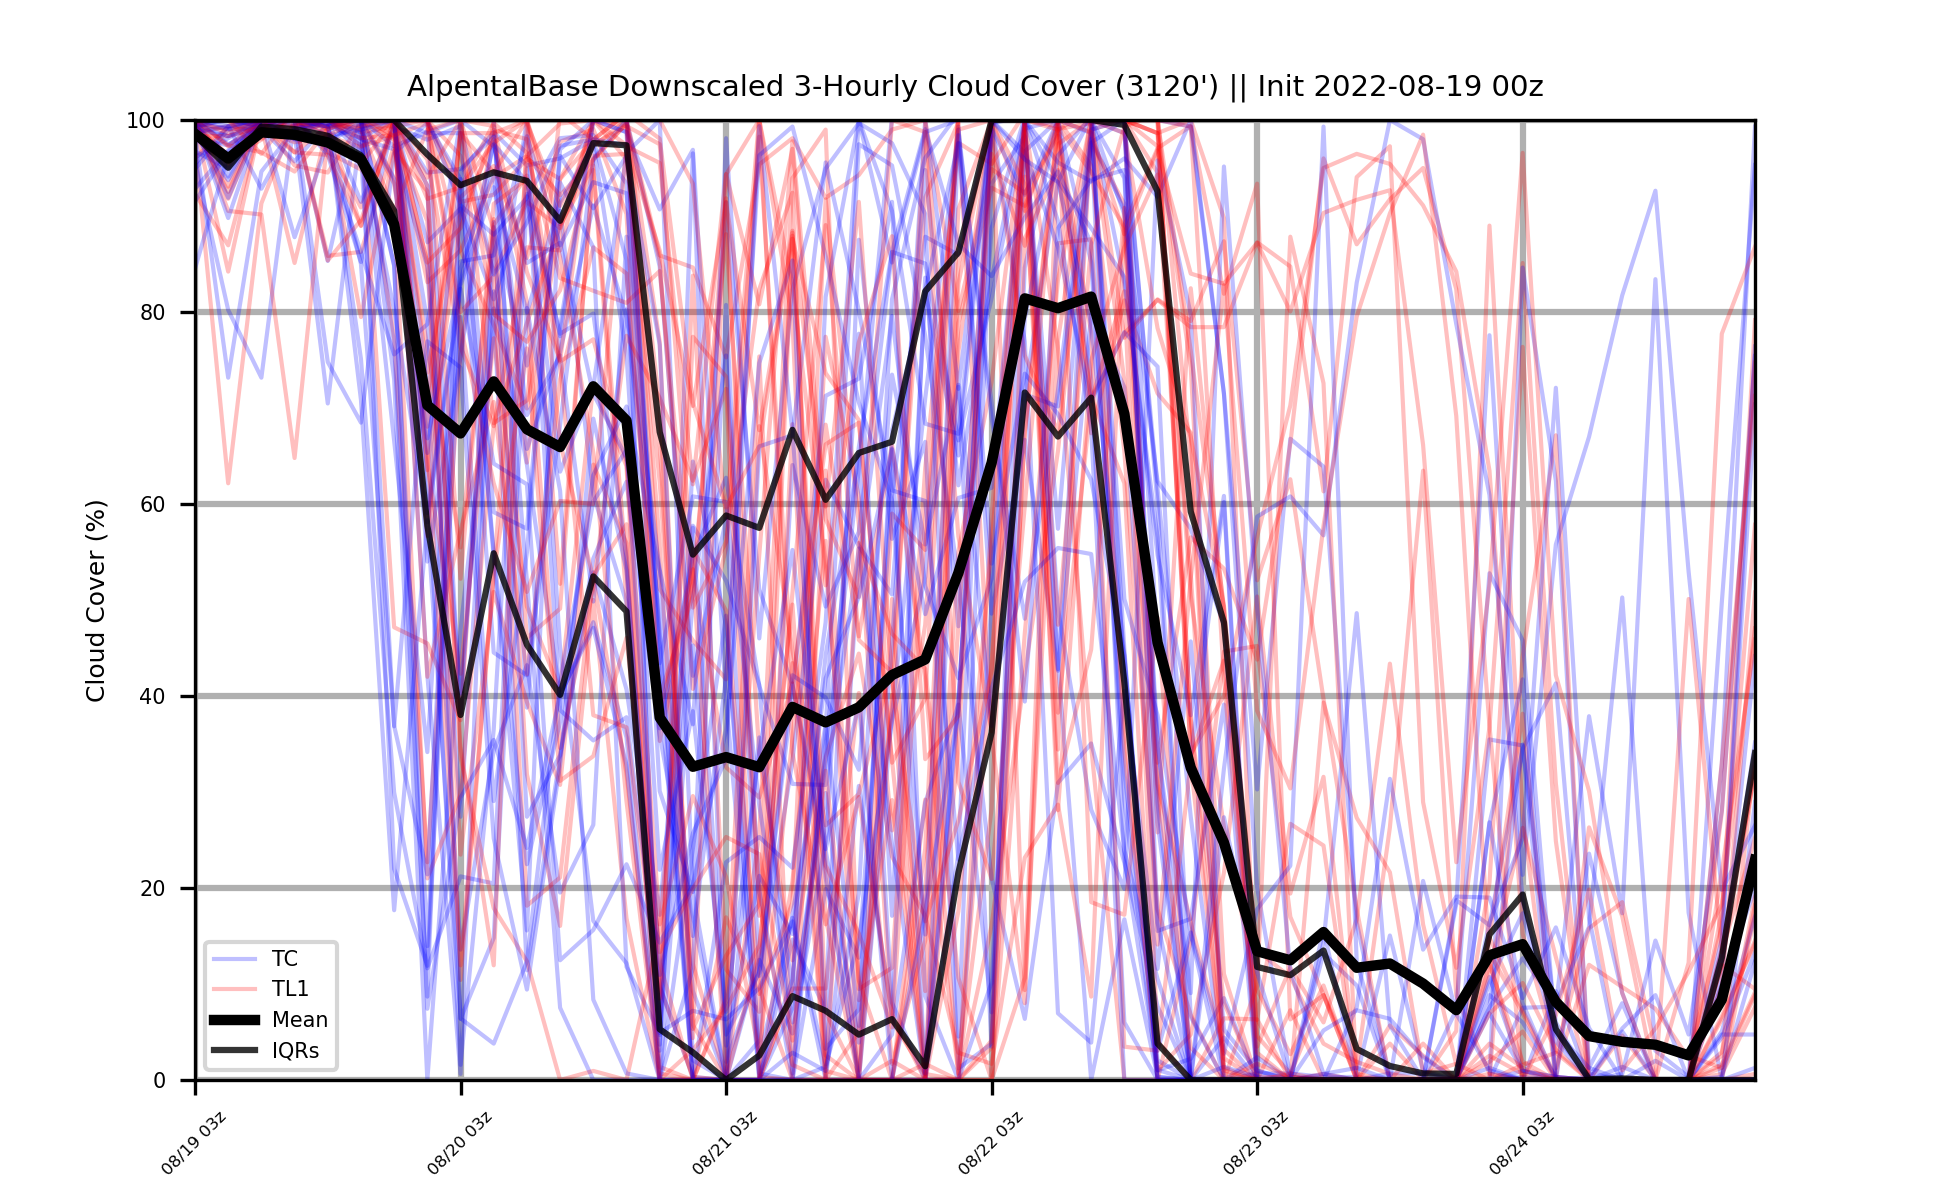 AlpentalBase Downscaled 3-Hourly Cloud Cover (3120') || Init 2022-08-19 00z
100
80
60
40
20
0
Cloud Cover (%)
TC
TL1
Mean
IQRs
08/19 03z
08/20 03z
08/21 03z
08/22 03z
08/23 03z
08/24 03z